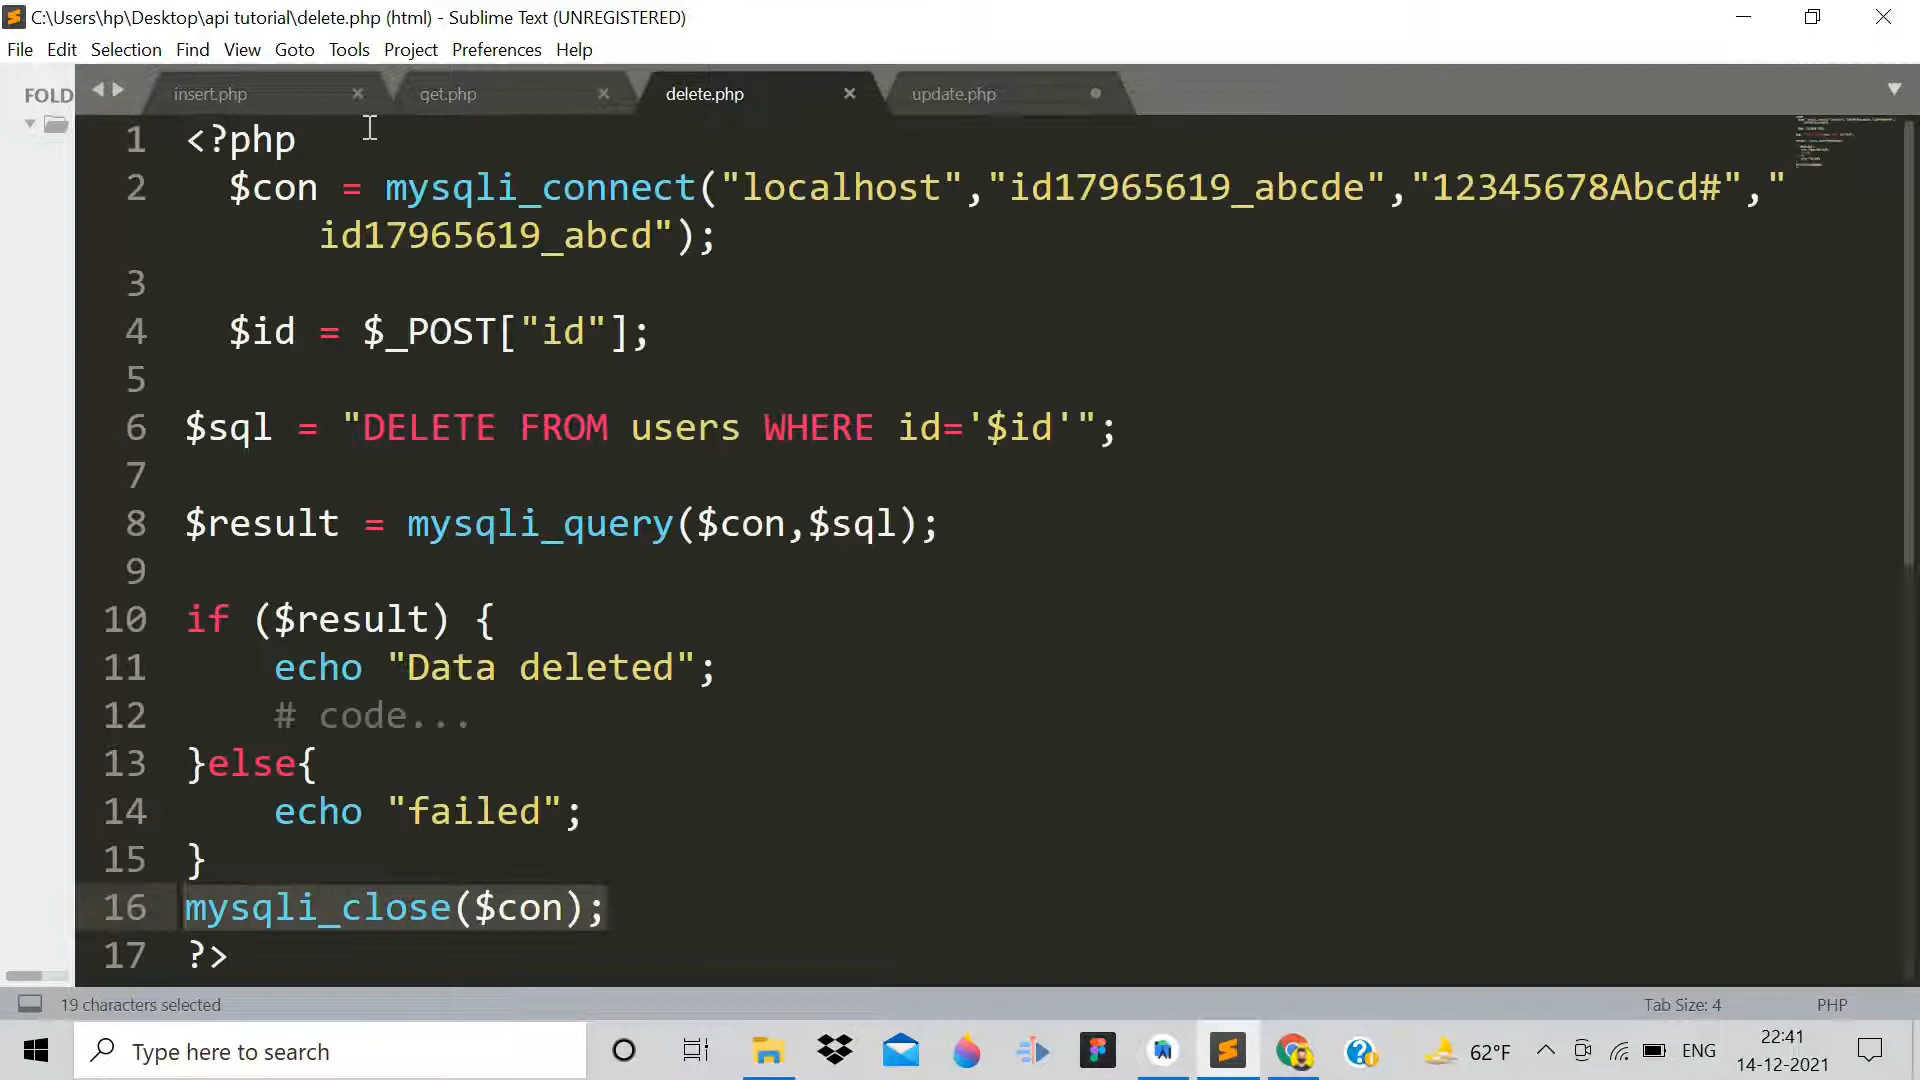 C:\Users\hp\Desktop\api tutorial\delete.php (html) - Sublime Text (UNREGISTERED)
File Edit Selection Find View Goto Tools Project Preferences Help
FOLD
insert.php get.php delete.php update.php
1 <?php
2 $con = mysqli_connect("localhost","id17965619_abcde","12345678Abcd#","
id17965619_abcd");
3
4 $id = $_POST["id"];
5
6 $sql = "DELETE FROM users WHERE id='$id'";
7
8 $result = mysqli_query($con,$sql);
9
10 if ($result) {
11 echo "Data deleted";
12 # code...
13 }else{
14 echo "failed";
15 }
16 mysqli_close($con);
17 ?>
19 characters selected
Tab Size: 4 PHP
Type here to search
62°F
ENG
22:41
14-12-2021